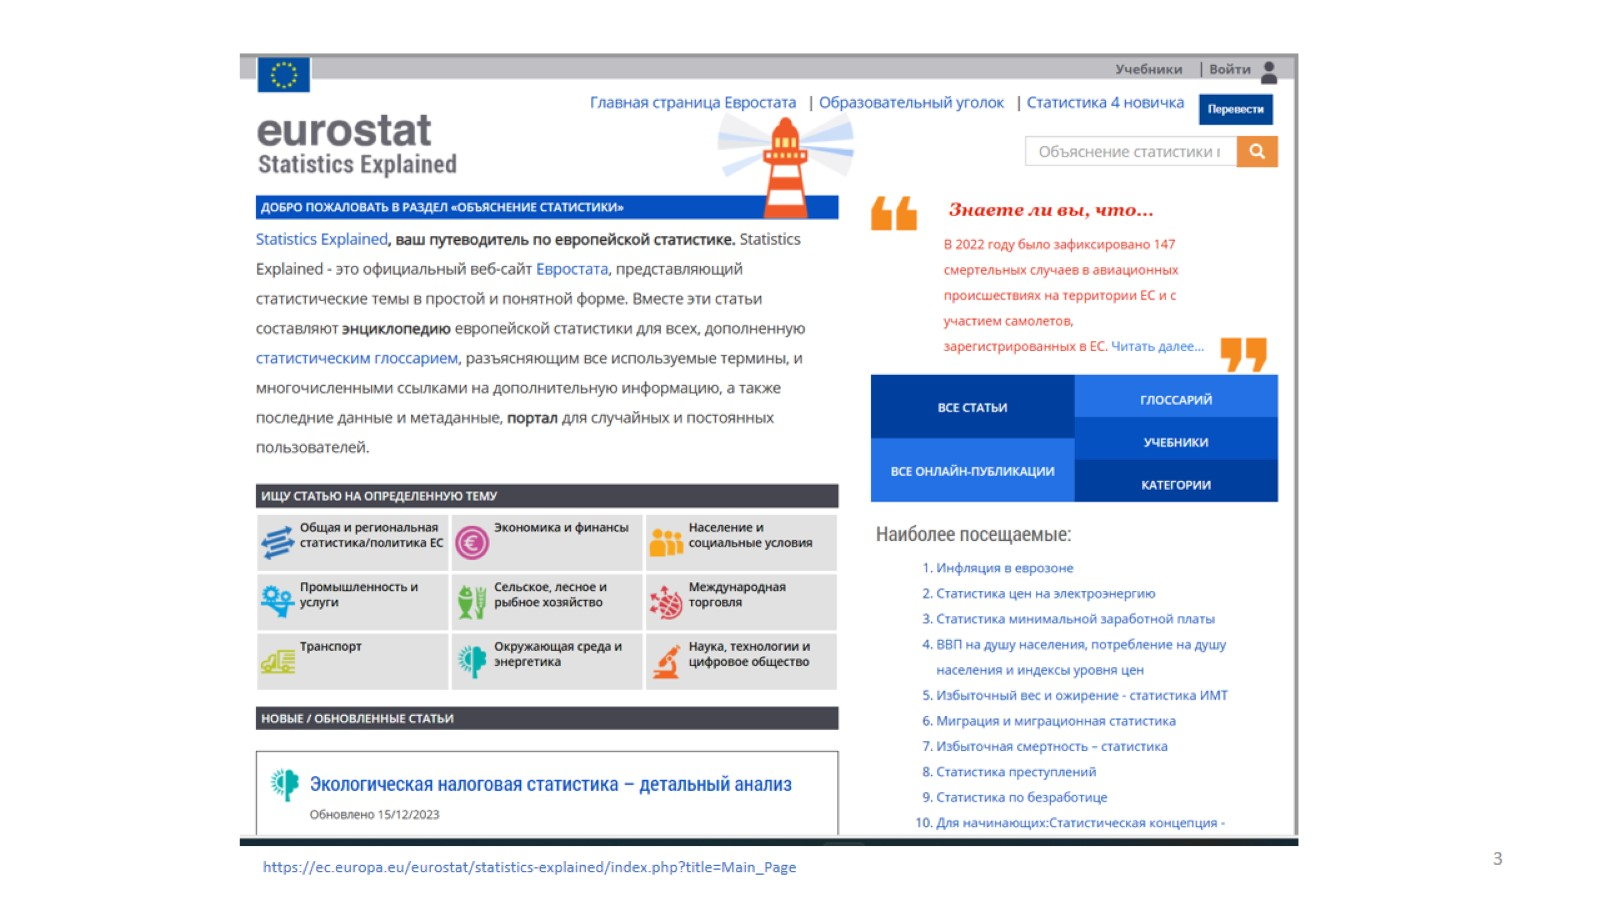 Учебники | Войти
Главная страница Евростата | Образовательный уголок | Статистика 4 новичка
Перевести
eurostat
Statistics Explained
Объяснение статистики
ДОБРО ПОЖАЛОВАТЬ В РАЗДЕЛ «ОБЪЯСНЕНИЕ СТАТИСТИКИ»
Statistics Explained, ваш путеводитель по европейской статистике. Statistics
Explained - это официальный веб-сайт Евростата, представляющий
статистические темы в простой и понятной форме. Вместе эти статьи
составляют энциклопедию европейской статистики для всех, дополненную
статистическим глоссарием, разъясняющим все используемые термины, и
многочисленными ссылками на дополнительную информацию, а также
последние данные и метаданные, портал для случайных и постоянных
пользователей.
Знаете ли вы, что...
В 2022 году было зафиксировано 147
смертельных случаев в авиационных
происшествиях на территории ЕС и с
участием самолетов,
зарегистрированных в ЕС. Читать далее...
ВСЕ СТАТЬИ
ВСЕ ОНЛАЙН-ПУБЛИКАЦИИ
ГЛОССАРИЙ
УЧЕБНИКИ
КАТЕГОРИИ
ИЩУ СТАТЬЮ НА ОПРЕДЕЛЕННУЮ ТЕМУ
Общая и региональная
статистика/политика ЕС
Экономика и финансы
Население и
социальные условия
Промышленность и
услуги
Сельское, лесное и
рыбное хозяйство
Международная
торговля
Транспорт
Окружающая среда и
энергетика
Наука, технологии и
цифровое общество
НОВЫЕ / ОБНОВЛЕННЫЕ СТАТЬИ
Экологическая налоговая статистика – детальный анализ
Обновлено 15/12/2023
Наиболее посещаемые:
1. Инфляция в еврозоне
2. Статистика цен на электроэнергию
3. Статистика минимальной заработной платы
4. ВВП на душу населения, потребление на душу
населения и индексы уровня цен
5. Избыточный вес и ожирение - статистика ИМТ
6. Миграция и миграционная статистика
7. Избыточная смертность – статистика
8. Статистика преступлений
9. Статистика по безработице
10. Для начинающих:Статистическая концепция -
https://ec.europa.eu/eurostat/statistics-explained/index.php?title=Main_Page
3